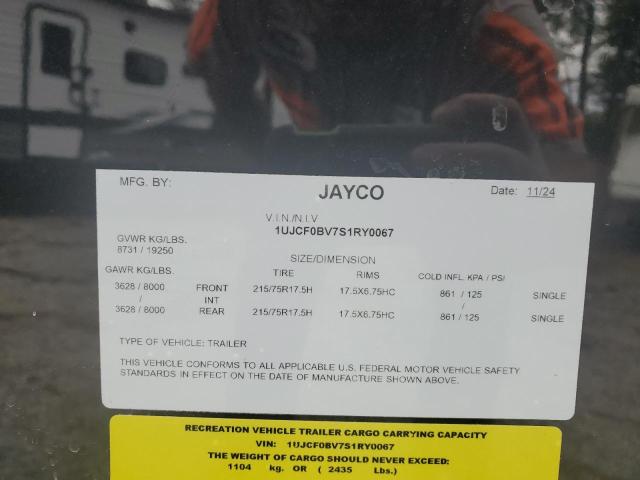 MFG. BY: JAYCO Date: 11/24
V.I.N./N.I.V
1UJCF0BV7S1RY0067
GVWR KG/LBS.
8731 / 19250
SIZE/DIMENSION
GAWR KG/LBS. TIRE RIMS COLD INFL. KPA / PSI
3628 / 8000 FRONT 215/75R17.5H 17.5X6.75HC 861 / 125 SINGLE
/ INT /
3628 / 8000 REAR 215/75R17.5H 17.5X6.75HC 861 / 125 SINGLE
TYPE OF VEHICLE: TRAILER
THIS VEHICLE CONFORMS TO ALL APPLICABLE U.S. FEDERAL MOTOR VEHICLE SAFETY
STANDARDS IN EFFECT ON THE DATE OF MANUFACTURE SHOWN ABOVE.
RECREATION VEHICLE TRAILER CARGO CARRYING CAPACITY
VIN: 1UJCF0BV7S1RY0067
THE WEIGHT OF CARGO SHOULD NEVER EXCEED:
1104 kg. OR ( 2435 Lbs.)